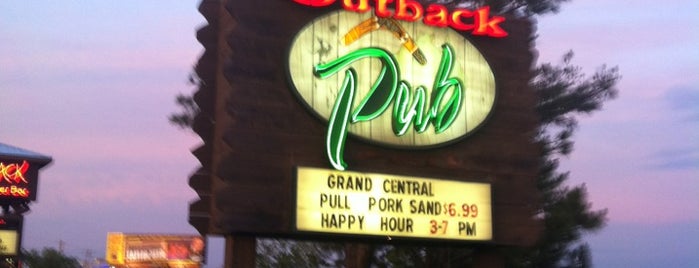 Outback
Pub
GRAND CENTRAL
PULL PORK SAND $6.99
HAPPY HOUR 3-7 PM